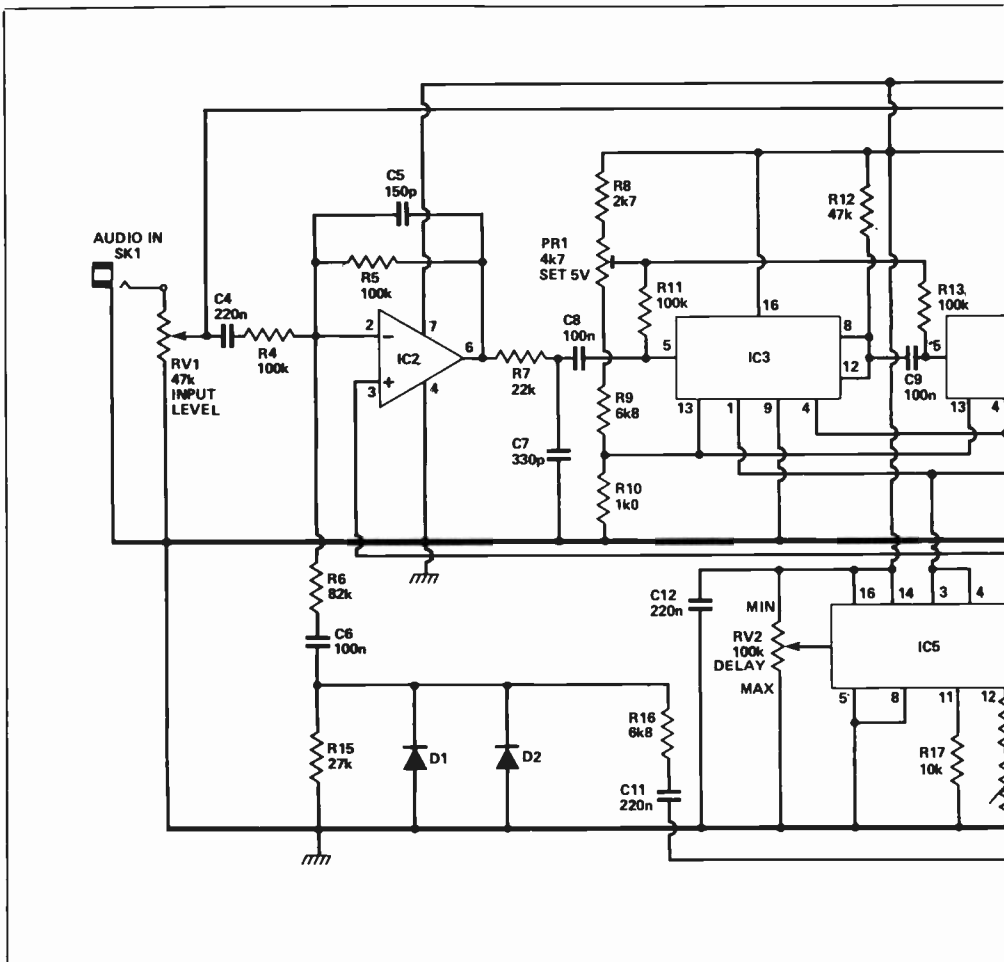 C5
150p
R8
2k7
R12
47k
AUDIO IN
SK1
PR1
4k7
SET 5V
R5
100k
R11
100k
R13
100k
C4
220n
C8
100n
16
2
7
8
R4
100k
−
IC2
6
5
IC3
5
RV1
47k
INPUT
LEVEL
+
3
4
R7
22k
12
C9
100n
R9
6k8
13
1
9
4
13
4
C7
330p
R10
1k0
R6
82k
C12
220n
MIN
16
14
3
4
C6
100n
RV2
100k
DELAY
IC5
MAX
5
8
11
12
R16
6k8
R15
27k
D1
D2
R17
10k
C11
220n